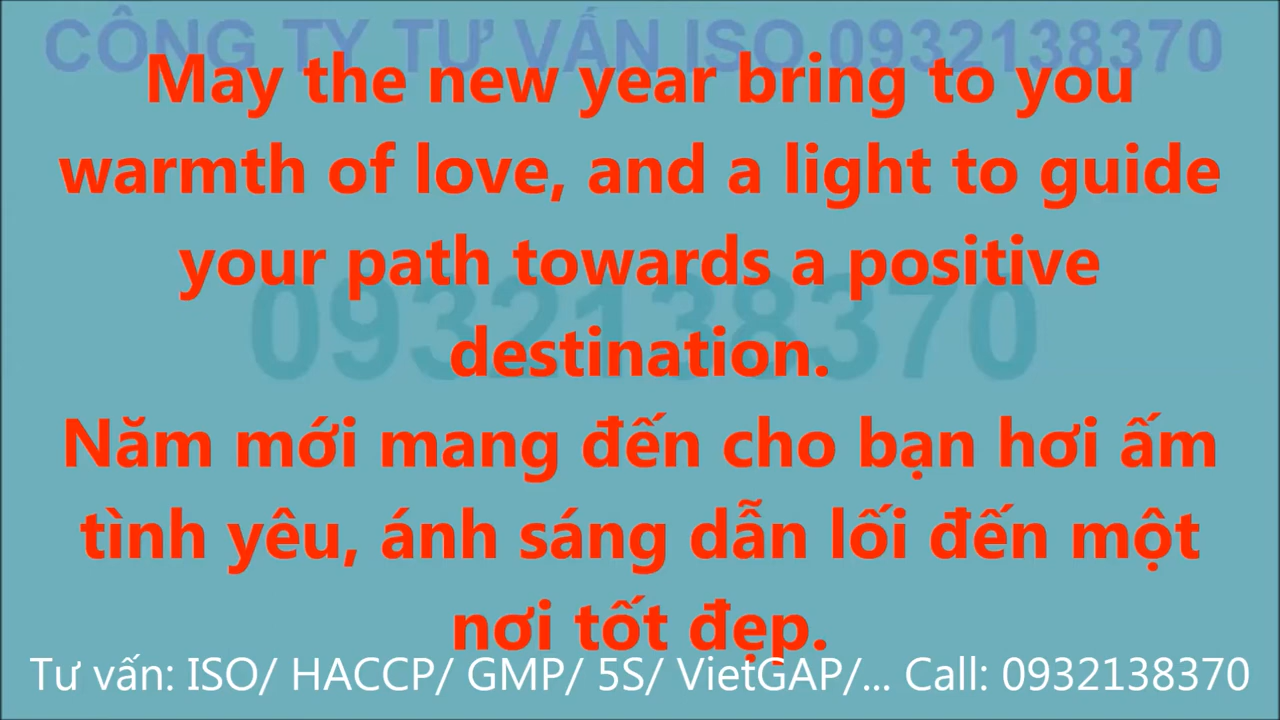 CÔNG TY TƯ VẤN ISO 0932138370
May the new year bring to you
warmth of love, and a light to guide
your path towards a positive
0932138370
destination.
Năm mới mang đến cho bạn hơi ấm
tình yêu, ánh sáng dẫn lối đến một
nơi tốt đẹp.
Tư vấn: ISO/ HACCP/ GMP/ 5S/ VietGAP/... Call: 0932138370